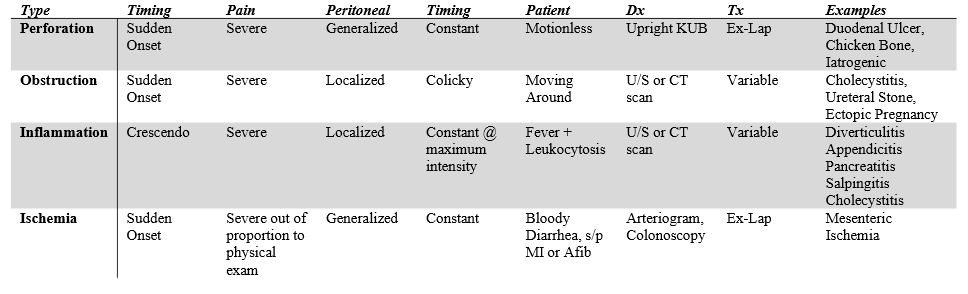 Type Timing Pain Peritoneal Timing Patient Dx Tx Examples
Perforation Sudden Severe Generalized Constant Motionless Upright KUB Ex-Lap Duodenal Ulcer,
Onset Chicken Bone,
Iatrogenic
Obstruction Sudden Severe Localized Colicky Moving U/S or CT Variable Cholecystitis,
Onset Around scan Ureteral Stone,
Ectopic Pregnancy
Inflammation Crescendo Severe Localized Constant @ Fever + U/S or CT Variable Diverticulitis
maximum Leukocytosis scan Appendicitis
intensity Pancreatitis
Salpingitis
Cholecystitis
Ischemia Sudden Severe out of Generalized Constant Bloody Arteriogram, Ex-Lap Mesenteric
Onset proportion to Diarrhea, s/p Colonoscopy Ischemia
physical MI or Afib
exam